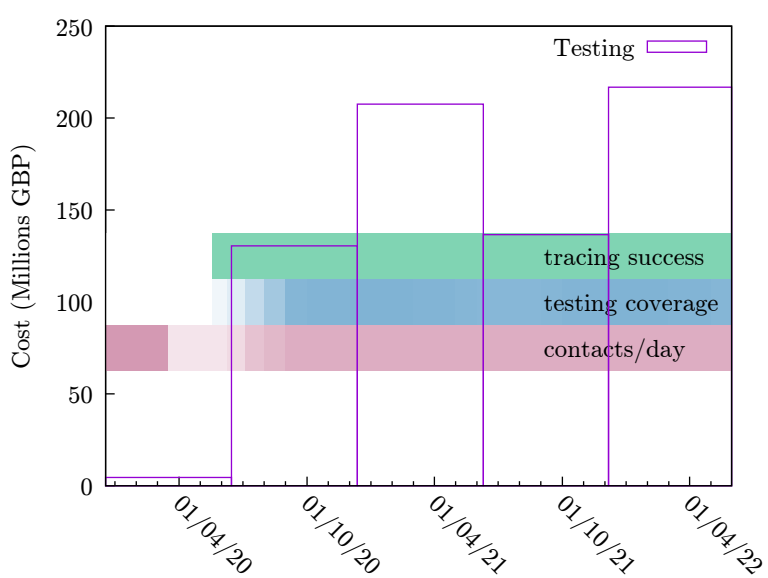 250
200
150
100
50
0
Cost (Millions GBP)
Testing
tracing success
testing coverage
contacts/day
01/04/20
01/10/20
01/04/21
01/10/21
01/04/22